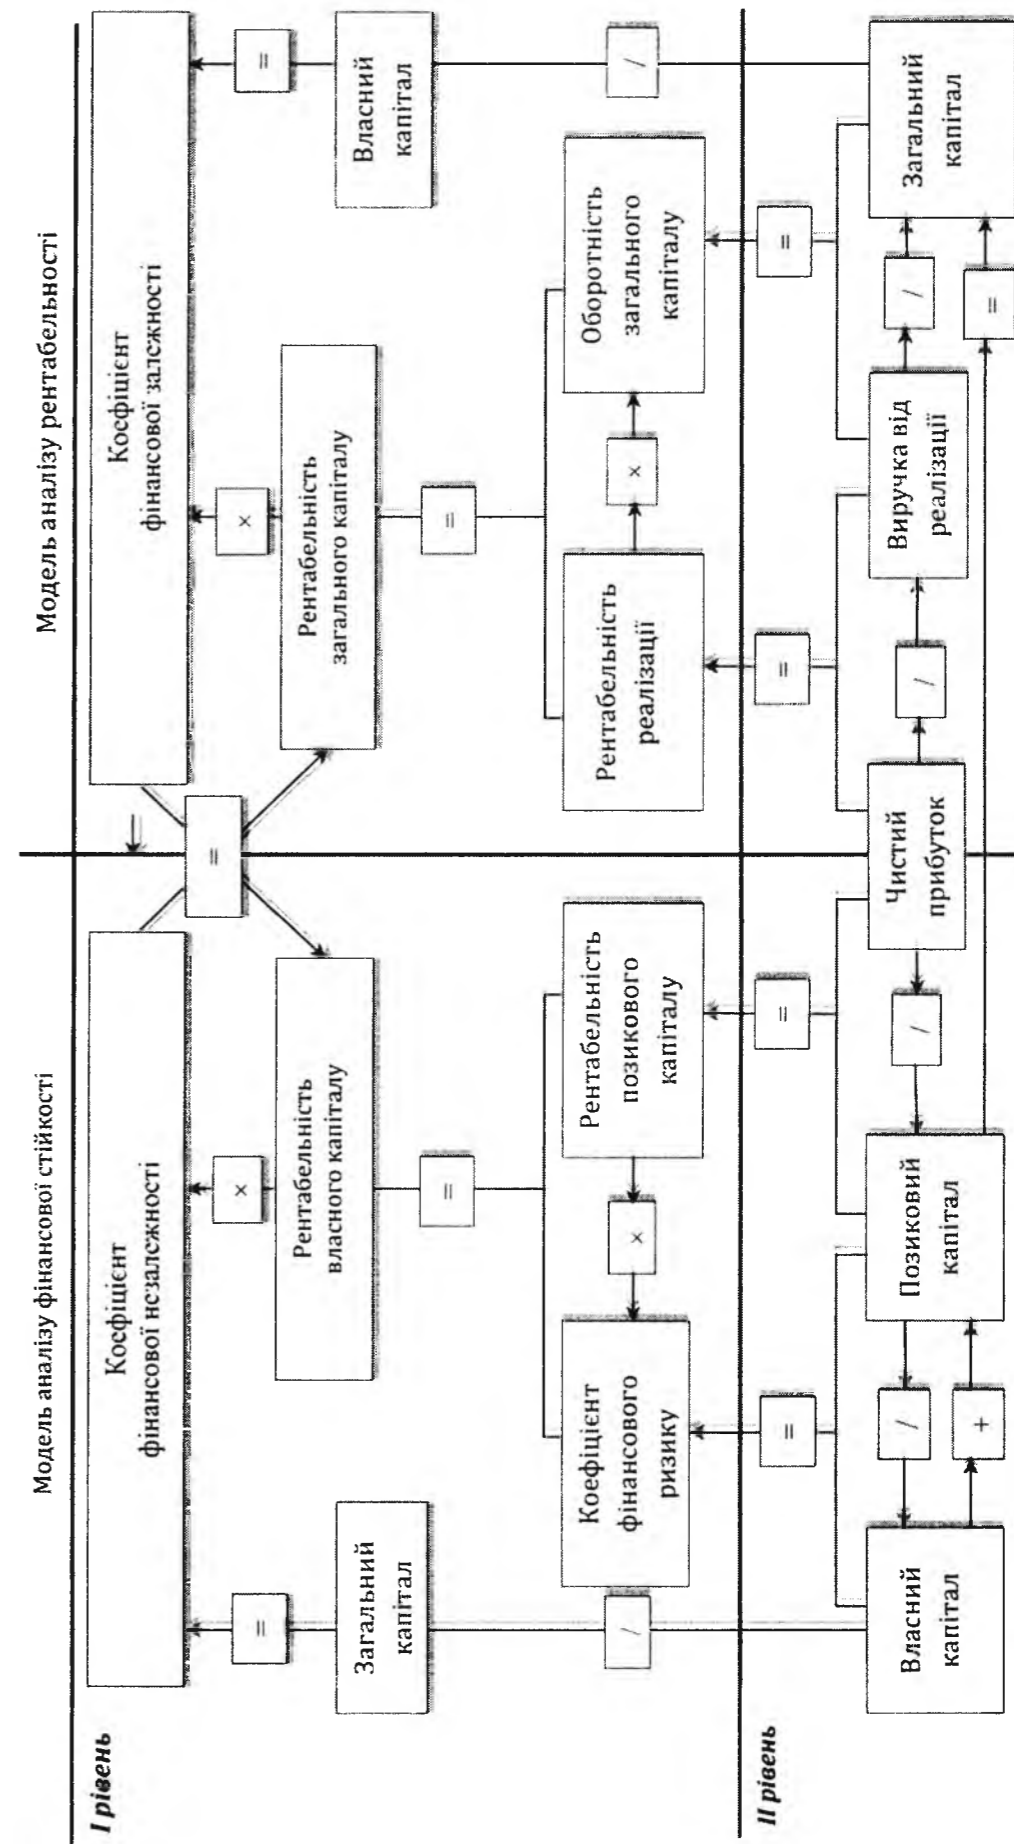 Модель аналізу фінансової стійкості
Модель аналізу рентабельності
І рівень
Коефіцієнт
фінансової незалежності
Коефіцієнт
фінансової залежності
=
=
=
×
×
Загальний
капітал
Рентабельність
власного капіталу
Рентабельність
загального капіталу
Власний
капітал
=
=
/
/
Коефіцієнт
фінансового
ризику
×
Рентабельність
позикового
капіталу
Рентабельність
реалізації
×
Оборотність
загального
капіталу
ІІ рівень
=
=
=
=
Власний
капітал
/
+
Позиковий
капітал
/
Чистий
прибуток
/
Виручка від
реалізації
/
=
Загальний
капітал